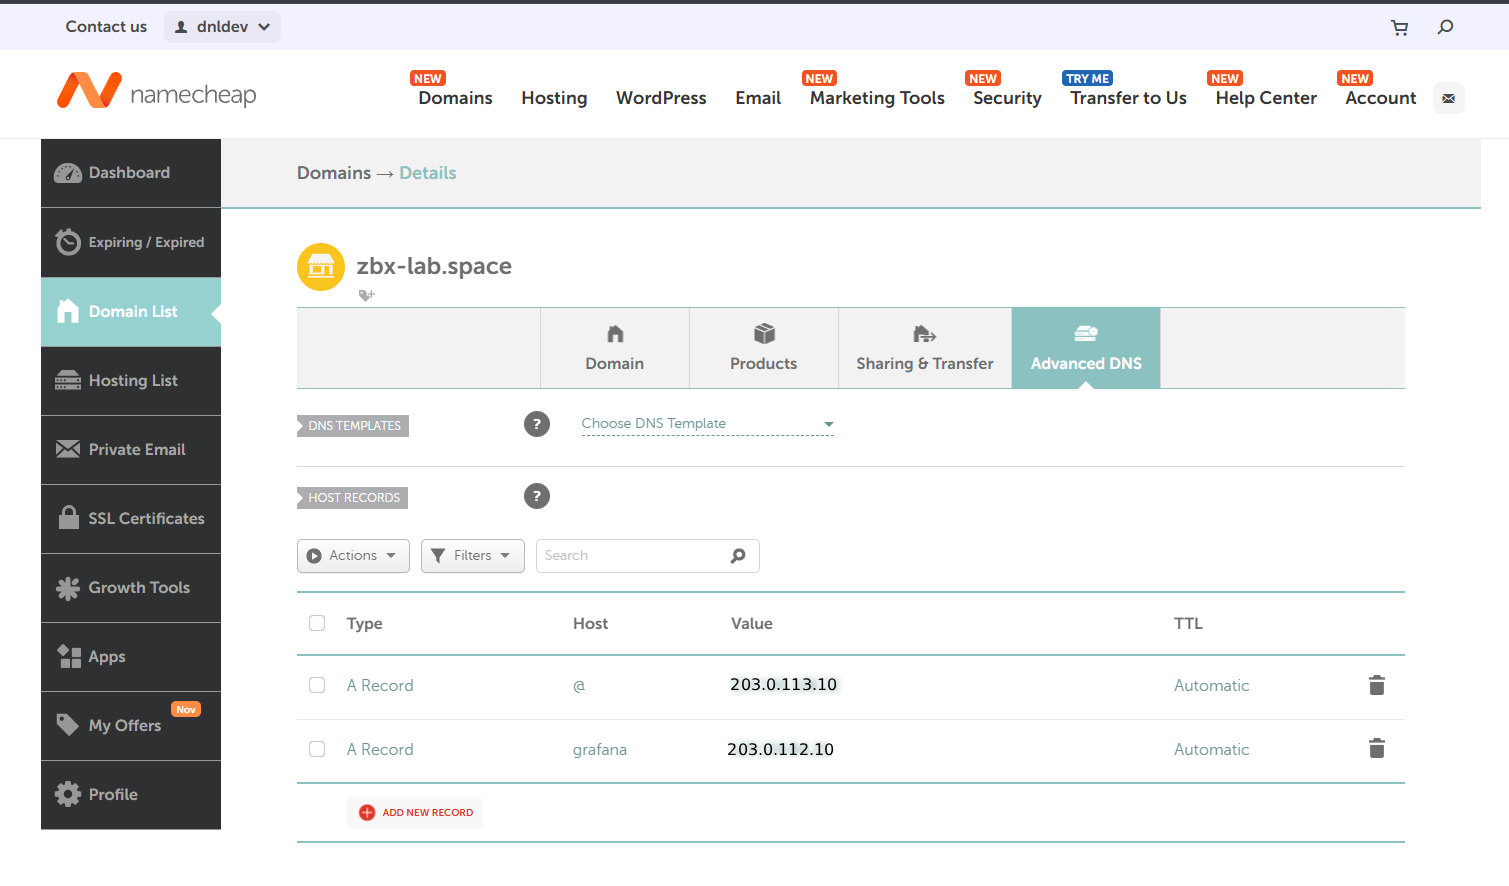 Contact us dnldev
namecheap
NEW Domains Hosting WordPress Email NEW Marketing Tools NEW Security TRY ME Transfer to Us NEW Help Center NEW Account
Dashboard
Expiring / Expired
Domain List
Hosting List
Private Email
SSL Certificates
Growth Tools
Apps
My Offers Nov
Profile
Domains → Details
zbx-lab.space
Domain Products Sharing & Transfer Advanced DNS
DNS TEMPLATES ? Choose DNS Template
HOST RECORDS ?
Actions Filters Search
Type Host Value TTL
A Record @ 203.0.113.10 Automatic
A Record grafana 203.0.112.10 Automatic
ADD NEW RECORD